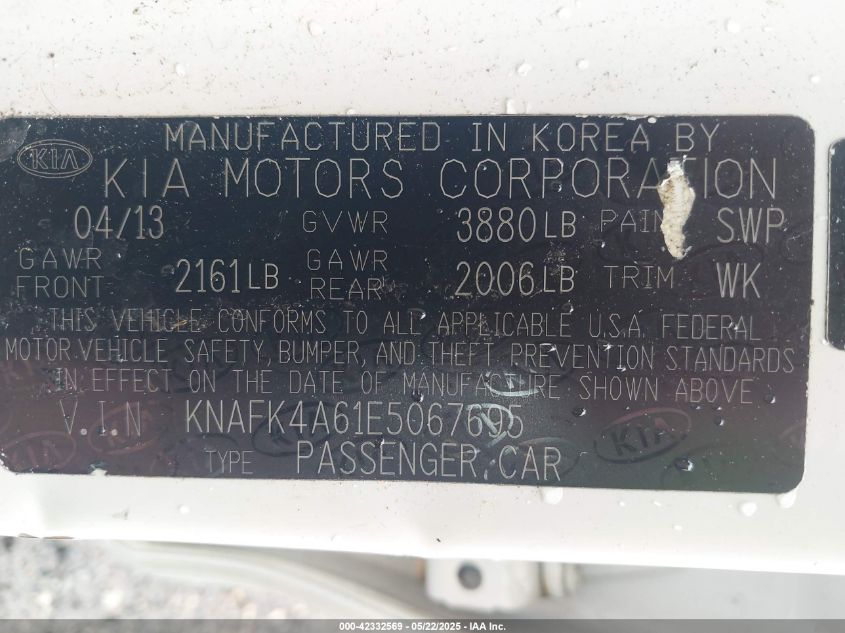 MANUFACTURED IN KOREA BY
KIA
KIA MOTORS CORPORATION
04/13 GVWR 3880LB PAINT SWP
GAWR FRONT 2161LB GAWR REAR 2006LB TRIM WK
THIS VEHICLE CONFORMS TO ALL APPLICABLE U.S.A. FEDERAL
MOTOR VEHICLE SAFETY, BUMPER, AND THEFT PREVENTION STANDARDS
IN EFFECT ON THE DATE OF MANUFACTURE SHOWN ABOVE
V.I.N KNAFK4A61E5067695
TYPE PASSENGER CAR
KIA
000-42332569 - 05/22/2025 - IAA Inc.